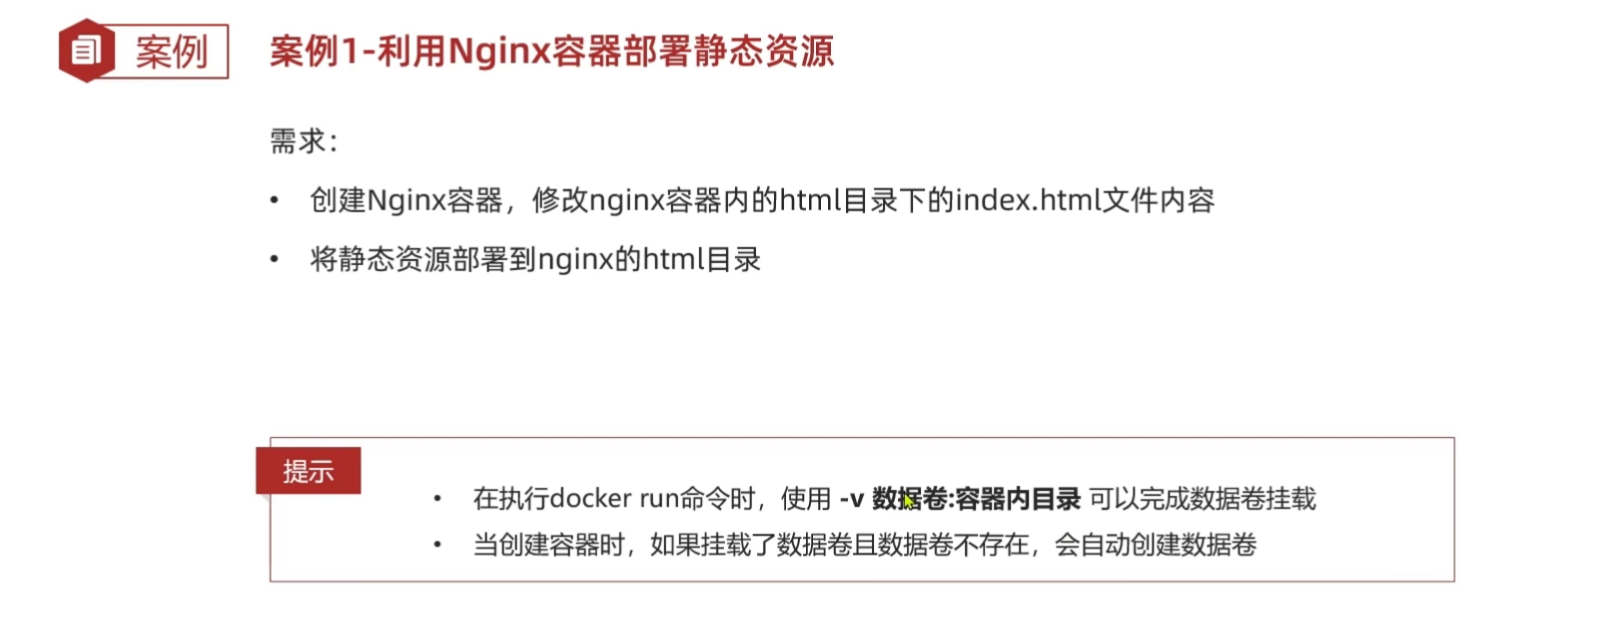 案例
案例1-利用Nginx容器部署静态资源
需求：
• 创建Nginx容器，修改nginx容器内的html目录下的index.html文件内容
• 将静态资源部署到nginx的html目录
提示
• 在执行docker run命令时，使用 -v 数据卷:容器内目录 可以完成数据卷挂载
• 当创建容器时，如果挂载了数据卷且数据卷不存在，会自动创建数据卷